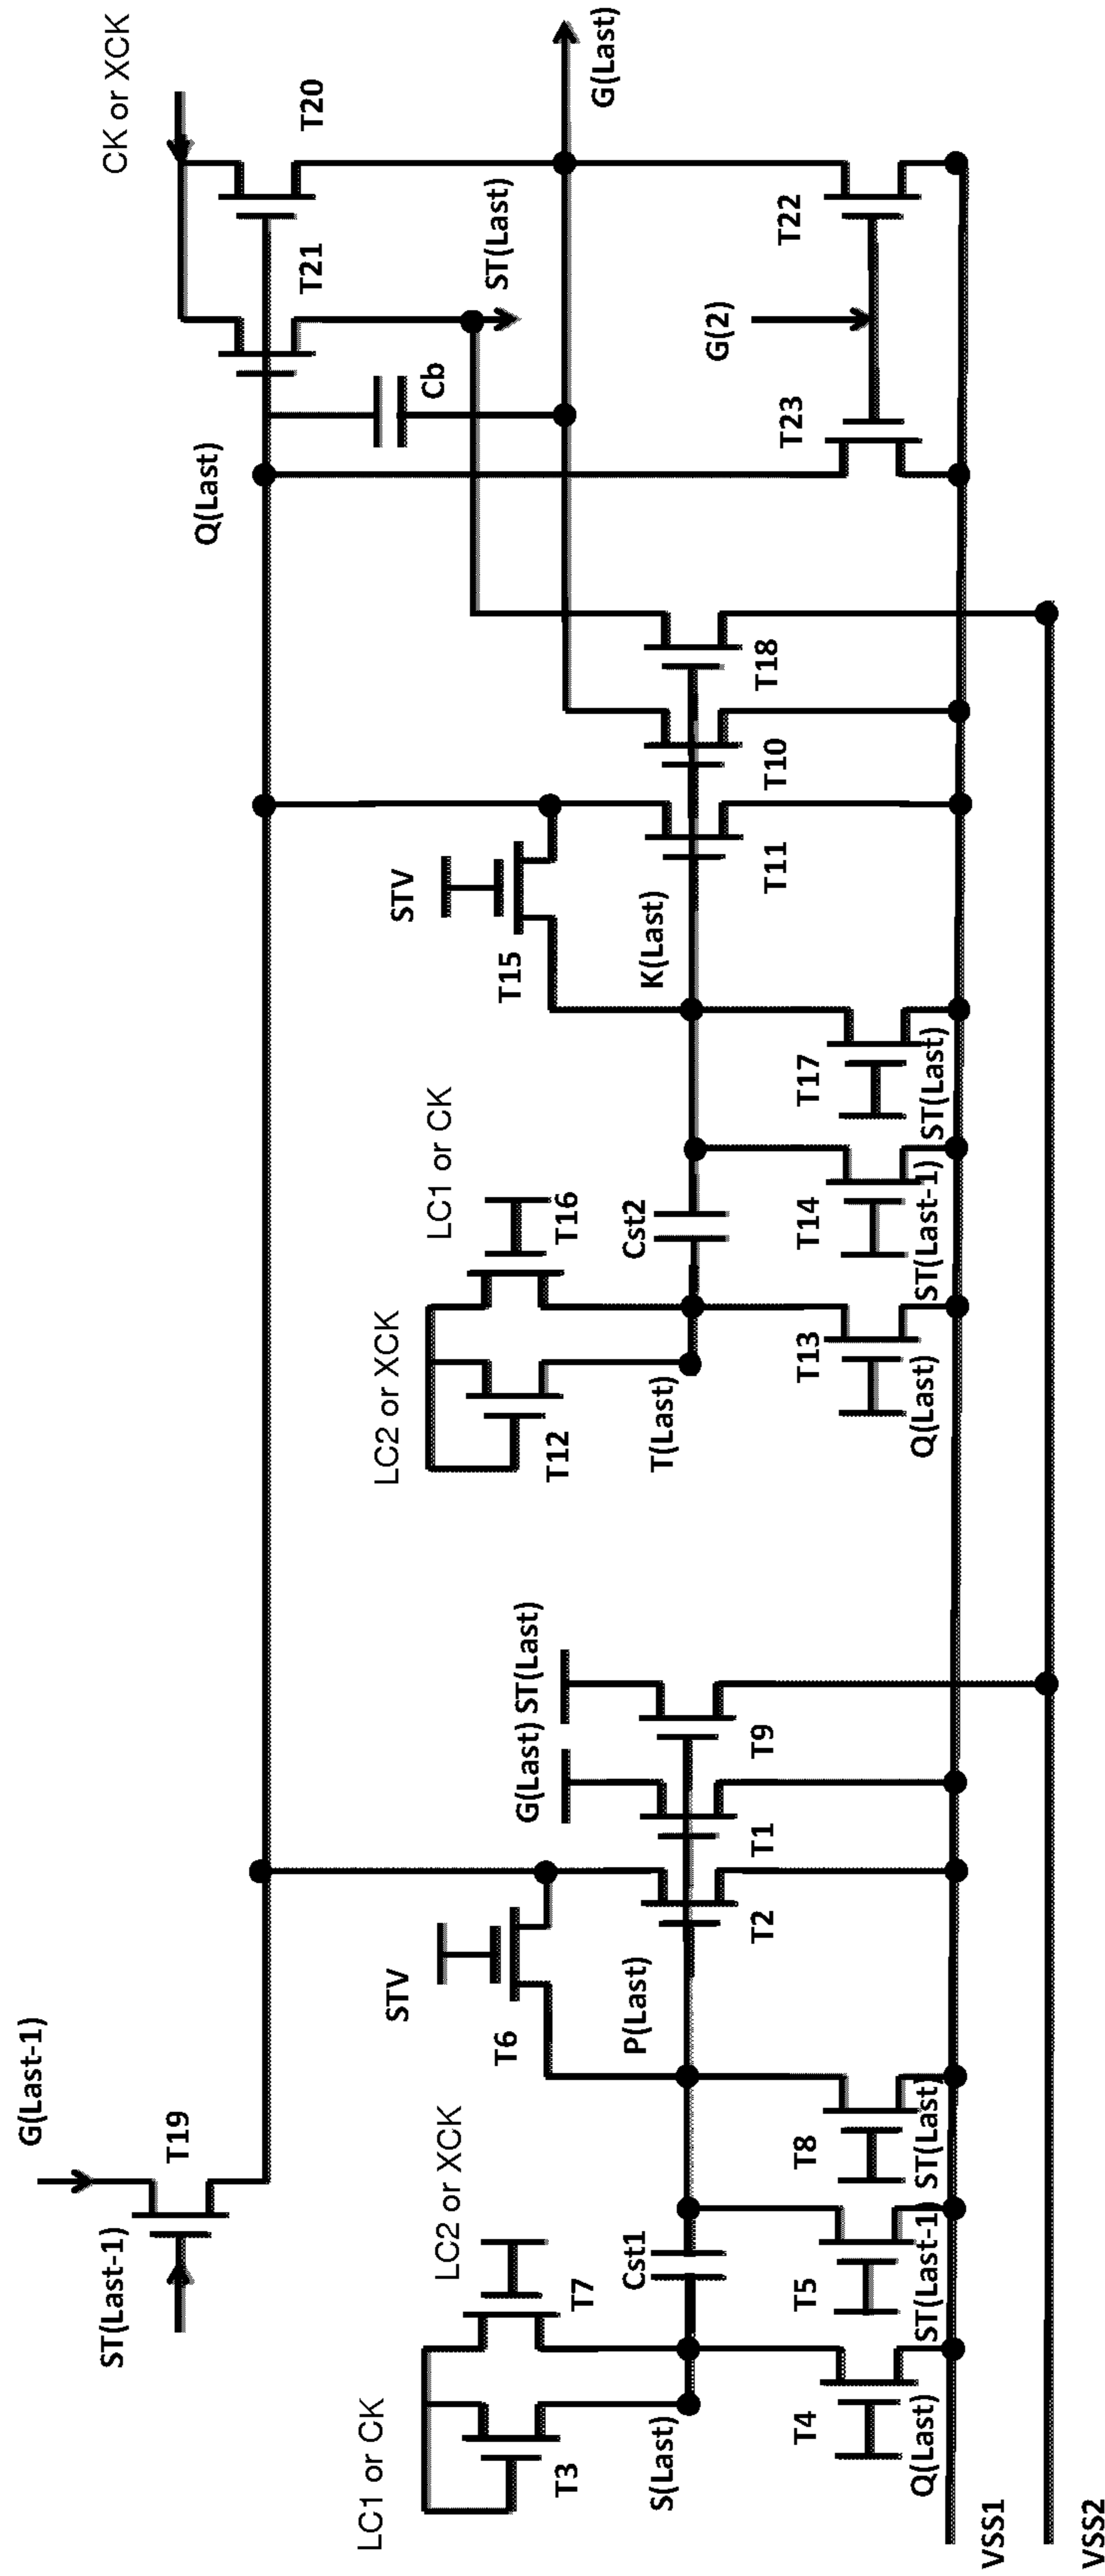 CK or XCK
G(Last-1)
ST(Last-1)
T19
Q(Last)
T21
T20
Cb
ST(Last)
G(Last)
LC1 or CK
LC2 or XCK
STV
G(Last) ST(Last)
LC2 or XCK
LC1 or CK
STV
T3
T7
T6
T12
T16
T15
S(Last)
Cst1
P(Last)
T(Last)
Cst2
K(Last)
G(2)
T2
T1
T9
T11
T10
T18
T4
T5
T8
T13
T14
T17
T23
T22
Q(Last)
ST(Last-1)
ST(Last)
Q(Last)
ST(Last-1)
ST(Last)
VSS1
VSS2